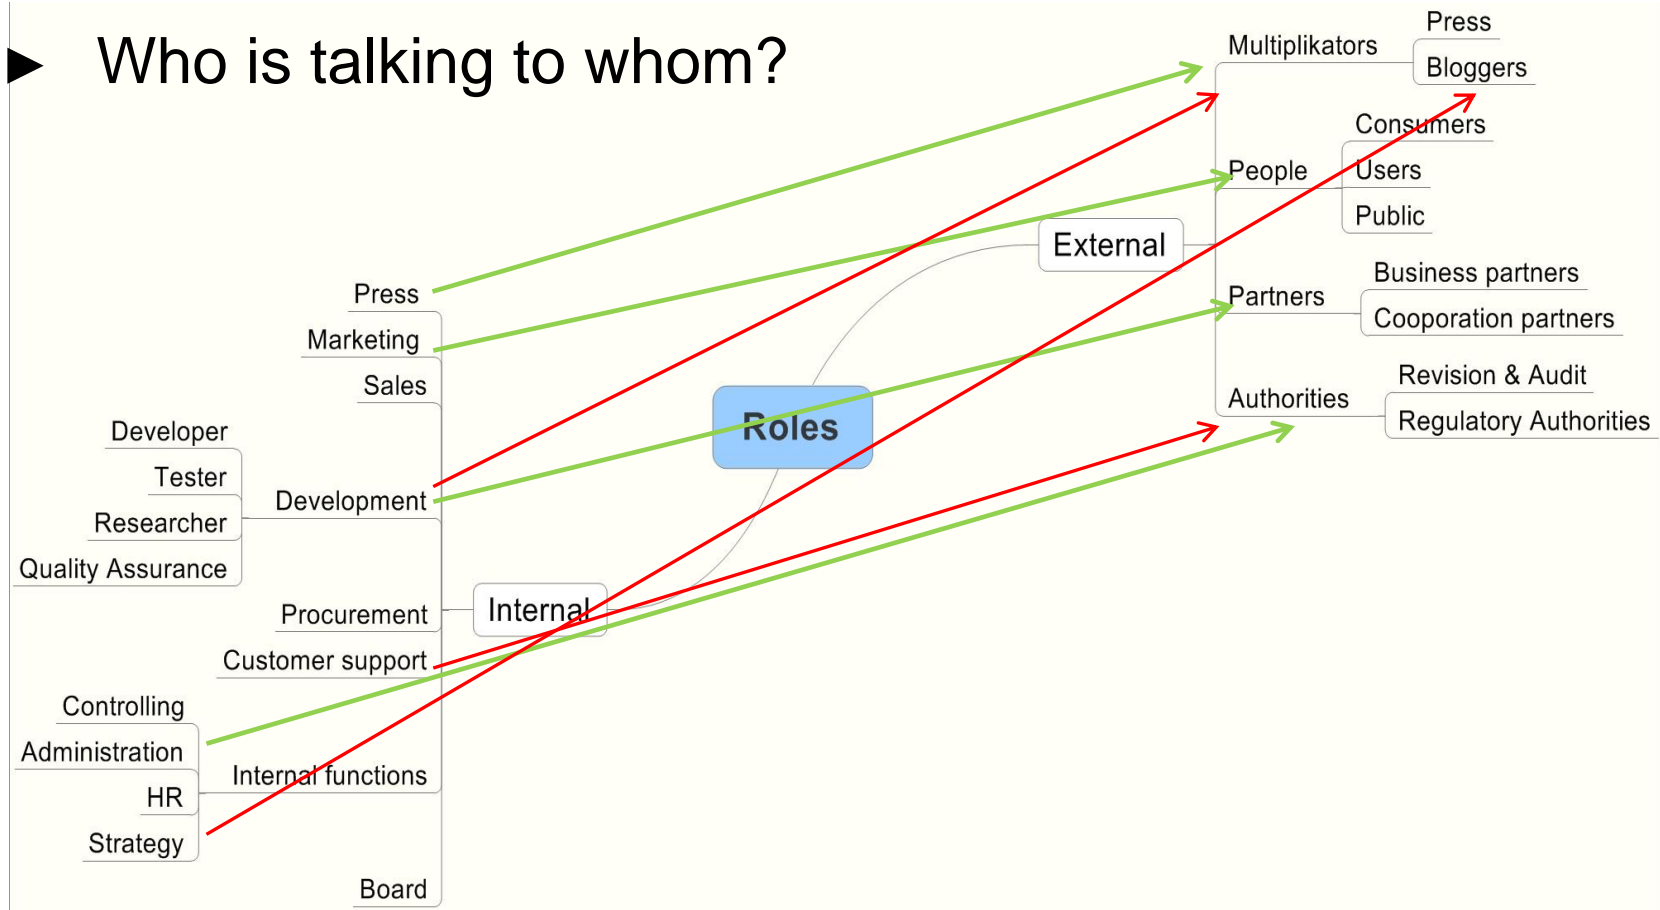 ► Who is talking to whom?
Roles
External
Multiplikators
Press
Bloggers
People
Consumers
Users
Public
Partners
Business partners
Cooporation partners
Authorities
Revision & Audit
Regulatory Authorities
Internal
Press
Marketing
Sales
Development
Developer
Tester
Researcher
Quality Assurance
Procurement
Customer support
Internal functions
Controlling
Administration
HR
Strategy
Board